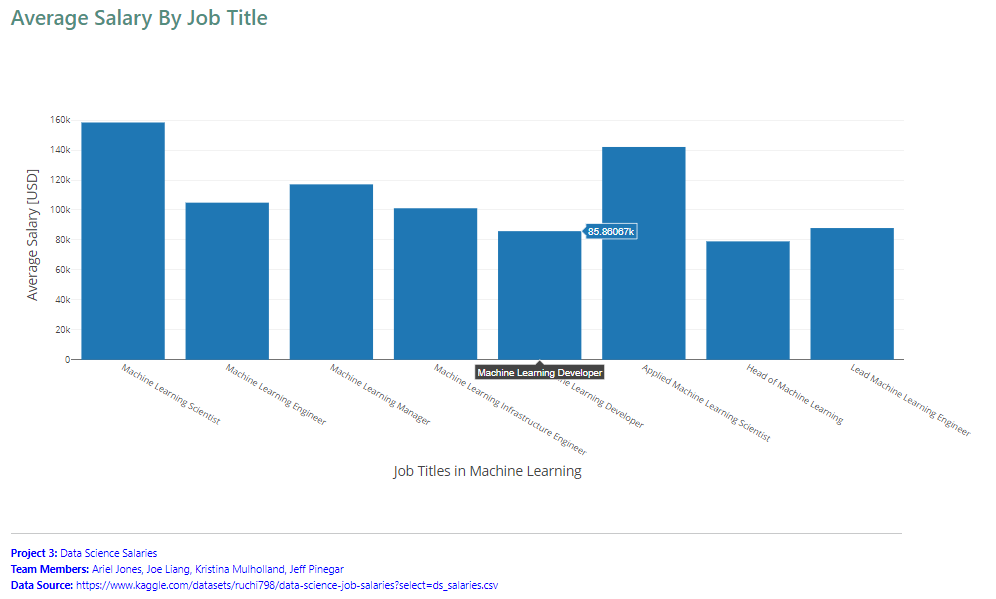 Average Salary By Job Title
160k
140k
120k
100k
80k
60k
40k
20k
0
Average Salary [USD]
85.86067k
Machine Learning Scientist
Machine Learning Engineer
Machine Learning Manager
Machine Learning Infrastructure Engineer
Machine Learning Developer
Learning Developer
Applied Machine Learning Scientist
Head of Machine Learning
Lead Machine Learning Engineer
Job Titles in Machine Learning
Project 3: Data Science Salaries
Team Members: Ariel Jones, Joe Liang, Kristina Mulholland, Jeff Pinegar
Data Source: https://www.kaggle.com/datasets/ruchi798/data-science-job-salaries?select=ds_salaries.csv